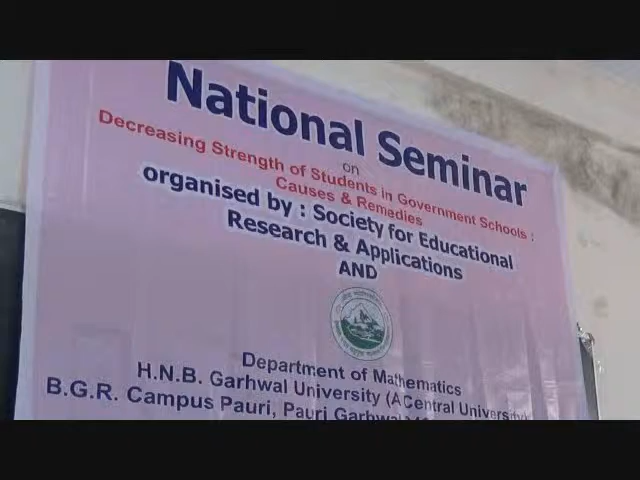 National Seminar
on
Decreasing Strength of Students in Government Schools :
Causes & Remedies
organised by : Society for Educational
Research & Applications
AND
Department of Mathematics
H.N.B. Garhwal University (A Central University)
B.G.R. Campus Pauri, Pauri Garhwal